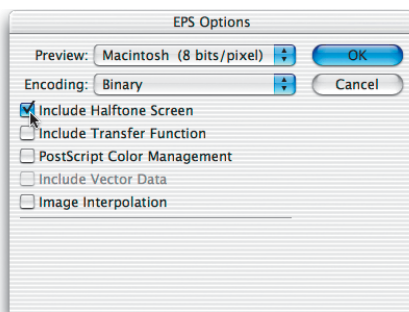 EPS Options
Preview: Macintosh (8 bits/pixel) OK
Encoding: Binary Cancel
Include Halftone Screen
Include Transfer Function
PostScript Color Management
Include Vector Data
Image Interpolation